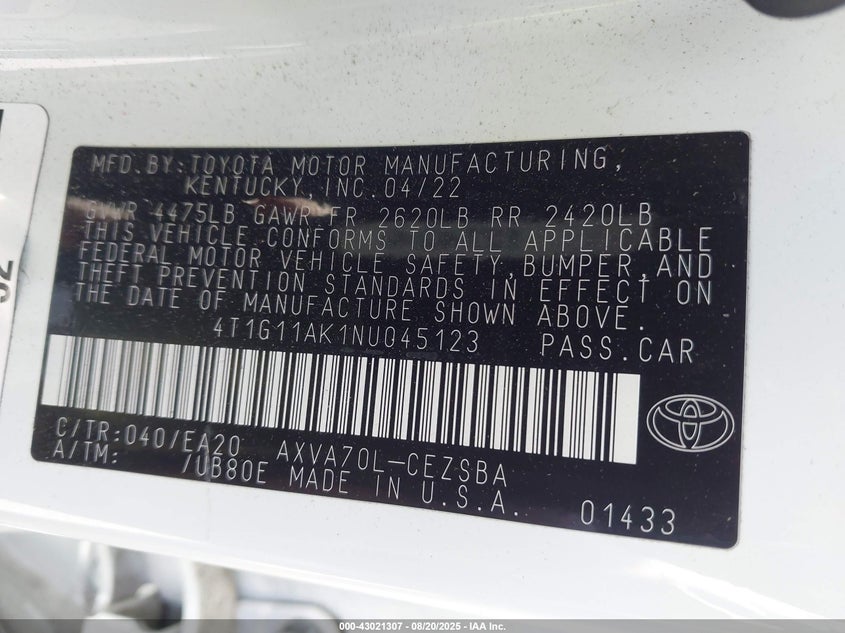 MFD.BY:TOYOTA MOTOR MANUFACTURING,
KENTUCKY,INC.04/22
GVWR 4475LB GAWR FR 2620LB RR 2420LB
THIS VEHICLE CONFORMS TO ALL APPLICABLE
FEDERAL MOTOR VEHICLE SAFETY,BUMPER,AND
THEFT PREVENTION STANDARDS IN EFFECT ON
THE DATE OF MANUFACTURE SHOWN ABOVE.
4T1G11AK1NU045123 PASS.CAR
C/TR:040/EA20 AXVA70L-CEZSBA
A/TM: /UB80E MADE IN U.S.A.
01433
000-43021307 - 08/20/2025 - IAA Inc.